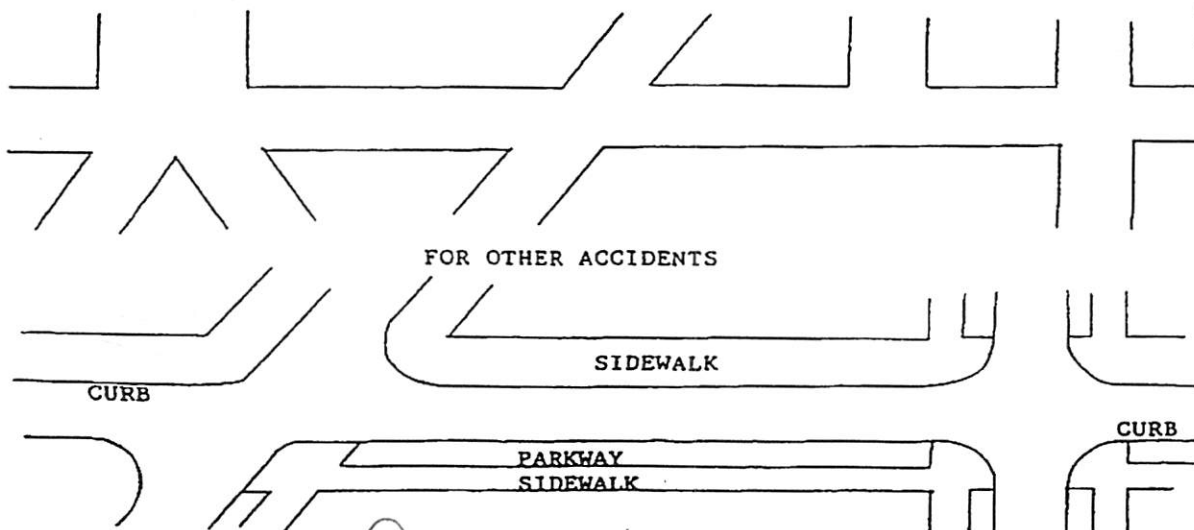 FOR OTHER ACCIDENTS
SIDEWALK
CURB
CURB
PARKWAY
SIDEWALK